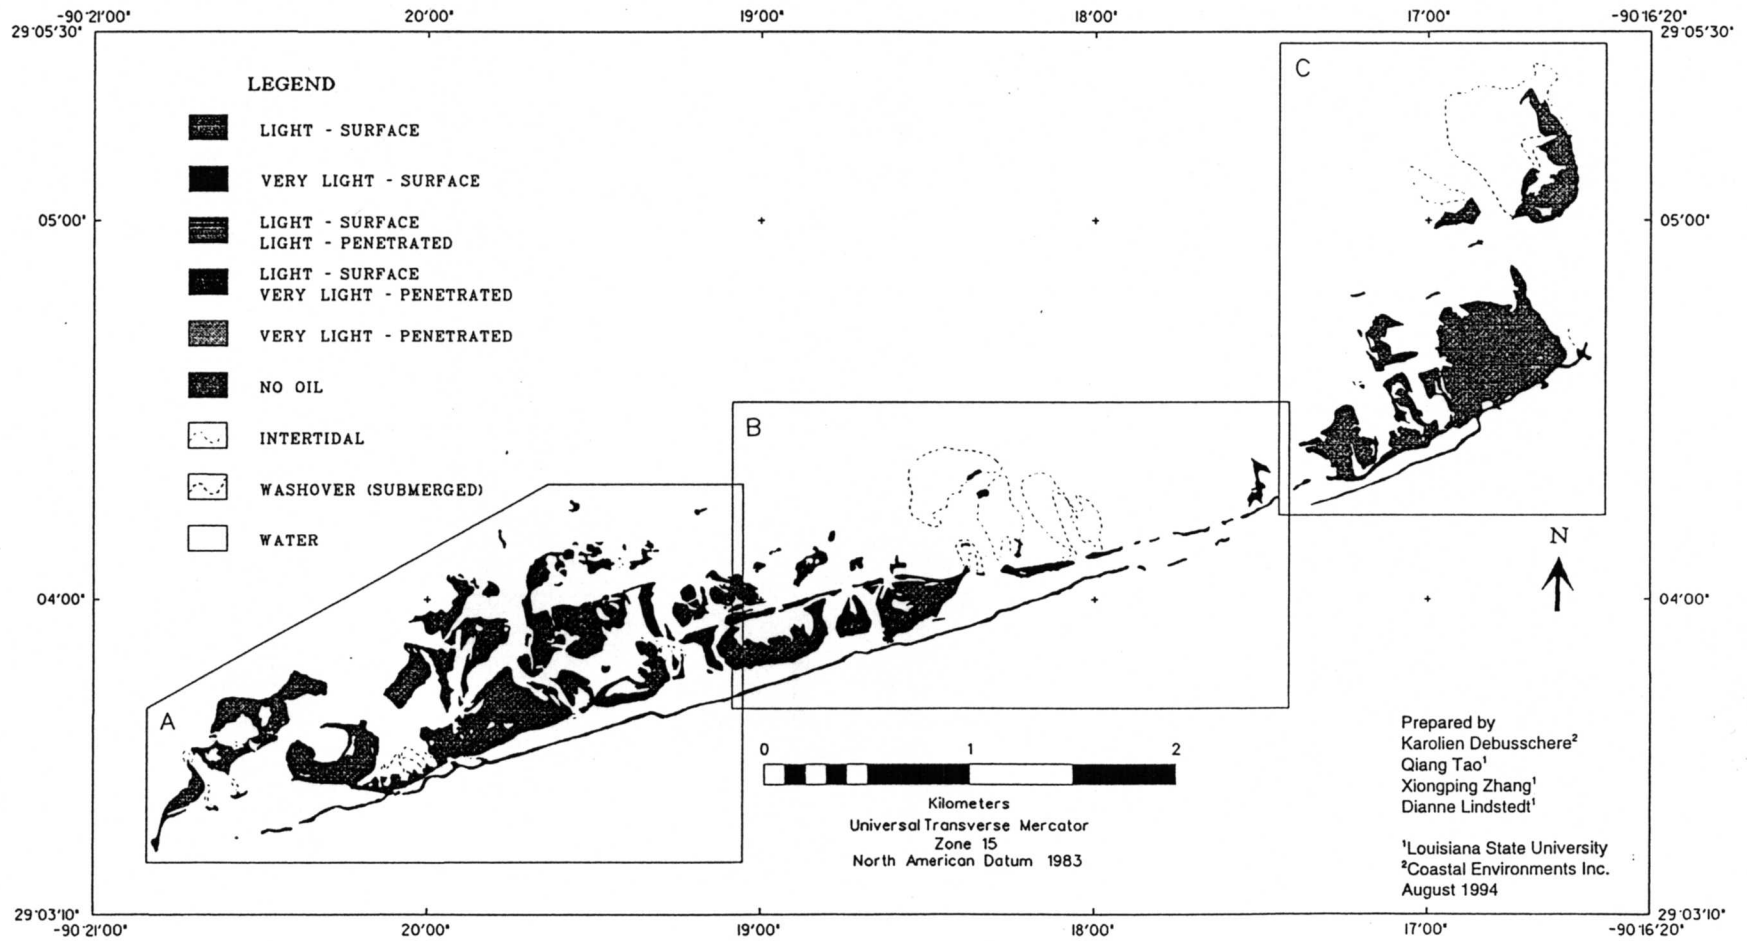 -90°21'00" 20'00" 19'00" 18'00" 17'00" -90°16'20"
29°05'30" 29°05'30"
C
LEGEND
LIGHT - SURFACE
VERY LIGHT - SURFACE
LIGHT - SURFACE
LIGHT - PENETRATED
LIGHT - SURFACE
VERY LIGHT - PENETRATED
VERY LIGHT - PENETRATED
NO OIL
INTERTIDAL
WASHOVER (SUBMERGED)
WATER
05'00" 05'00"
B
N
04'00" 04'00"
A
0 1 2
Kilometers
Universal Transverse Mercator
Zone 15
North American Datum 1983
Prepared by
Karolien Debusschere²
Qiang Tao¹
Xiongping Zhang¹
Dianne Lindstedt¹
¹Louisiana State University
²Coastal Environments Inc.
August 1994
29°03'10" 29°03'10"
-90°21'00" 20'00" 19'00" 18'00" 17'00" -90°16'20"